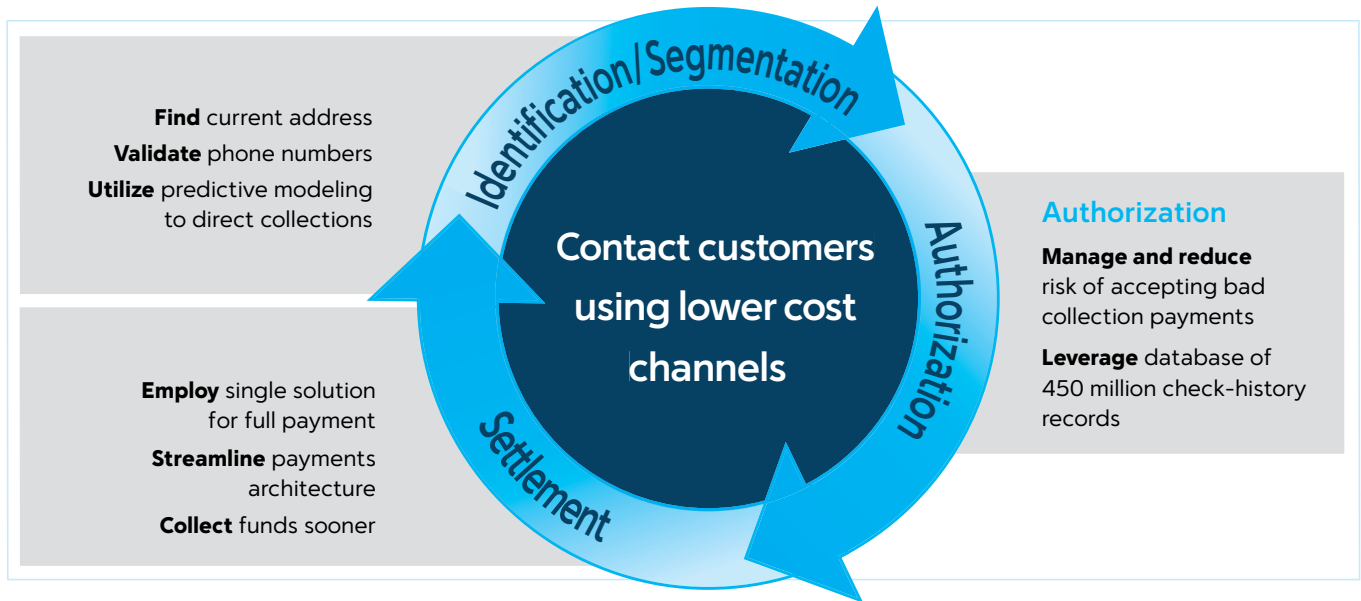 Identification/Segmentation
Find current address
Validate phone numbers
Utilize predictive modeling
to direct collections
Authorization
Authorization
Manage and reduce
risk of accepting bad
collection payments
Leverage database of
450 million check-history
records
Settlement
Employ single solution
for full payment
Streamline payments
architecture
Collect funds sooner
Contact customers
using lower cost
channels